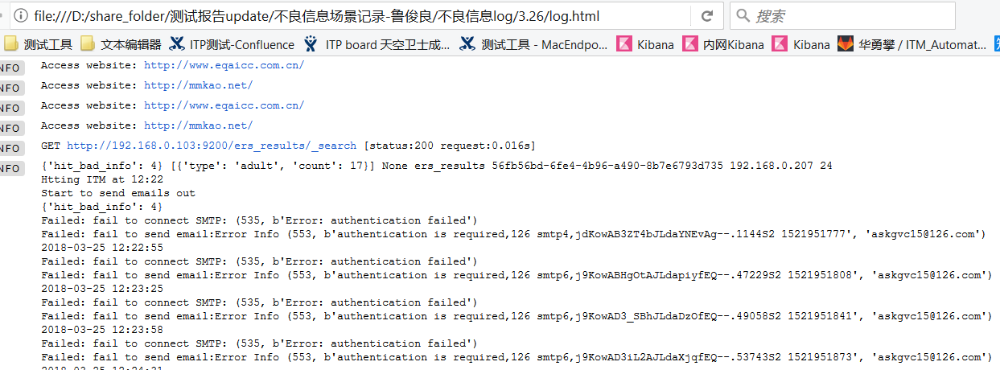 file:///D:/share_folder/测试报告update/不良信息场景记录-鲁俊良/不良信息log/3.26/log.html
搜索
测试工具 文本编辑器 ITP测试-Confluence ITP board 天空卫士成... 测试工具 - MacEndpo... Kibana 内网Kibana Kibana 华勇攀 / ITM_Automat...
NFO Access website: http://www.eqaicc.com.cn/
NFO Access website: http://mmkao.net/
NFO Access website: http://www.eqaicc.com.cn/
NFO Access website: http://mmkao.net/
NFO GET http://192.168.0.103:9200/ers_results/_search [status:200 request:0.016s]
NFO {'hit_bad_info': 4} [{'type': 'adult', 'count': 17}] None ers_results 56fb56bd-6fe4-4b96-a490-8b7e6793d735 192.168.0.207 24
Htting ITM at 12:22
Start to send emails out
{'hit_bad_info': 4}
Failed: fail to connect SMTP: (535, b'Error: authentication failed')
Failed: fail to send email:Error Info (553, b'authentication is required,126 smtp4,jdKowAB3ZT4bJLdaYNEvAg--.1144S2 1521951777', 'askgvc15@126.com')
2018-03-25 12:22:55
Failed: fail to connect SMTP: (535, b'Error: authentication failed')
Failed: fail to send email:Error Info (553, b'authentication is required,126 smtp6,j9KowABHgOtAJLdapiyfEQ--.47229S2 1521951808', 'askgvc15@126.com')
2018-03-25 12:23:25
Failed: fail to connect SMTP: (535, b'Error: authentication failed')
Failed: fail to send email:Error Info (553, b'authentication is required,126 smtp6,j9KowAD3_SBhJLdaDzOfEQ--.49058S2 1521951841', 'askgvc15@126.com')
2018-03-25 12:23:58
Failed: fail to connect SMTP: (535, b'Error: authentication failed')
Failed: fail to send email:Error Info (553, b'authentication is required,126 smtp6,j9KowAD3iL2AJLdaXjqfEQ--.53743S2 1521951873', 'askgvc15@126.com')
2018-03-25 12:24:31